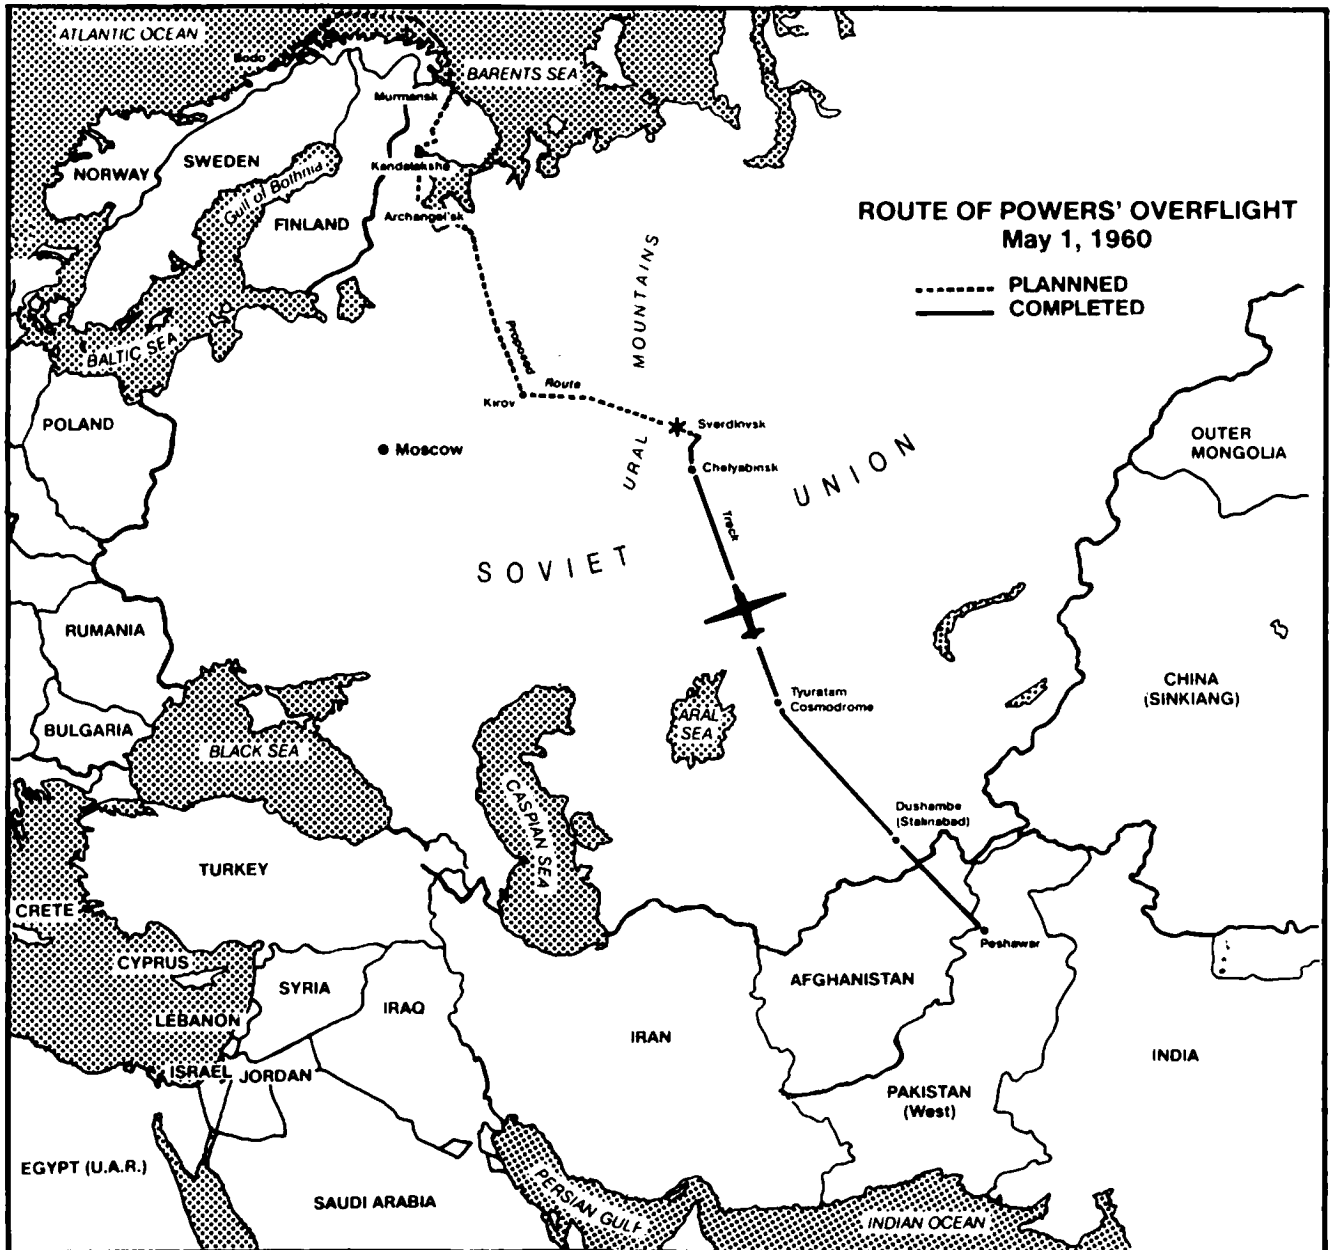 ATLANTIC OCEAN
Bodo
BARENTS SEA
Murmansk
NORWAY
SWEDEN
Kandalaksha
Gulf of Bothnia
FINLAND
Archangel'sk
ROUTE OF POWERS' OVERFLIGHT
May 1, 1960
PLANNNED
COMPLETED
URAL MOUNTAINS
BALTIC SEA
Proposed
Route
Kirov
POLAND
Moscow
Sverdlovsk
Chelyabinsk
OUTER
MONGOLIA
SOVIET UNION
Track
RUMANIA
CHINA
(SINKIANG)
Tyuratam
Cosmodrome
ARAL
SEA
BULGARIA
BLACK SEA
CASPIAN SEA
Dushambe
(Stalinabad)
TURKEY
CRETE
Peshawar
CYPRUS
SYRIA
AFGHANISTAN
LEBANON
IRAQ
IRAN
INDIA
ISRAEL
JORDAN
PAKISTAN
(West)
EGYPT (U.A.R.)
SAUDI ARABIA
PERSIAN GULF
INDIAN OCEAN